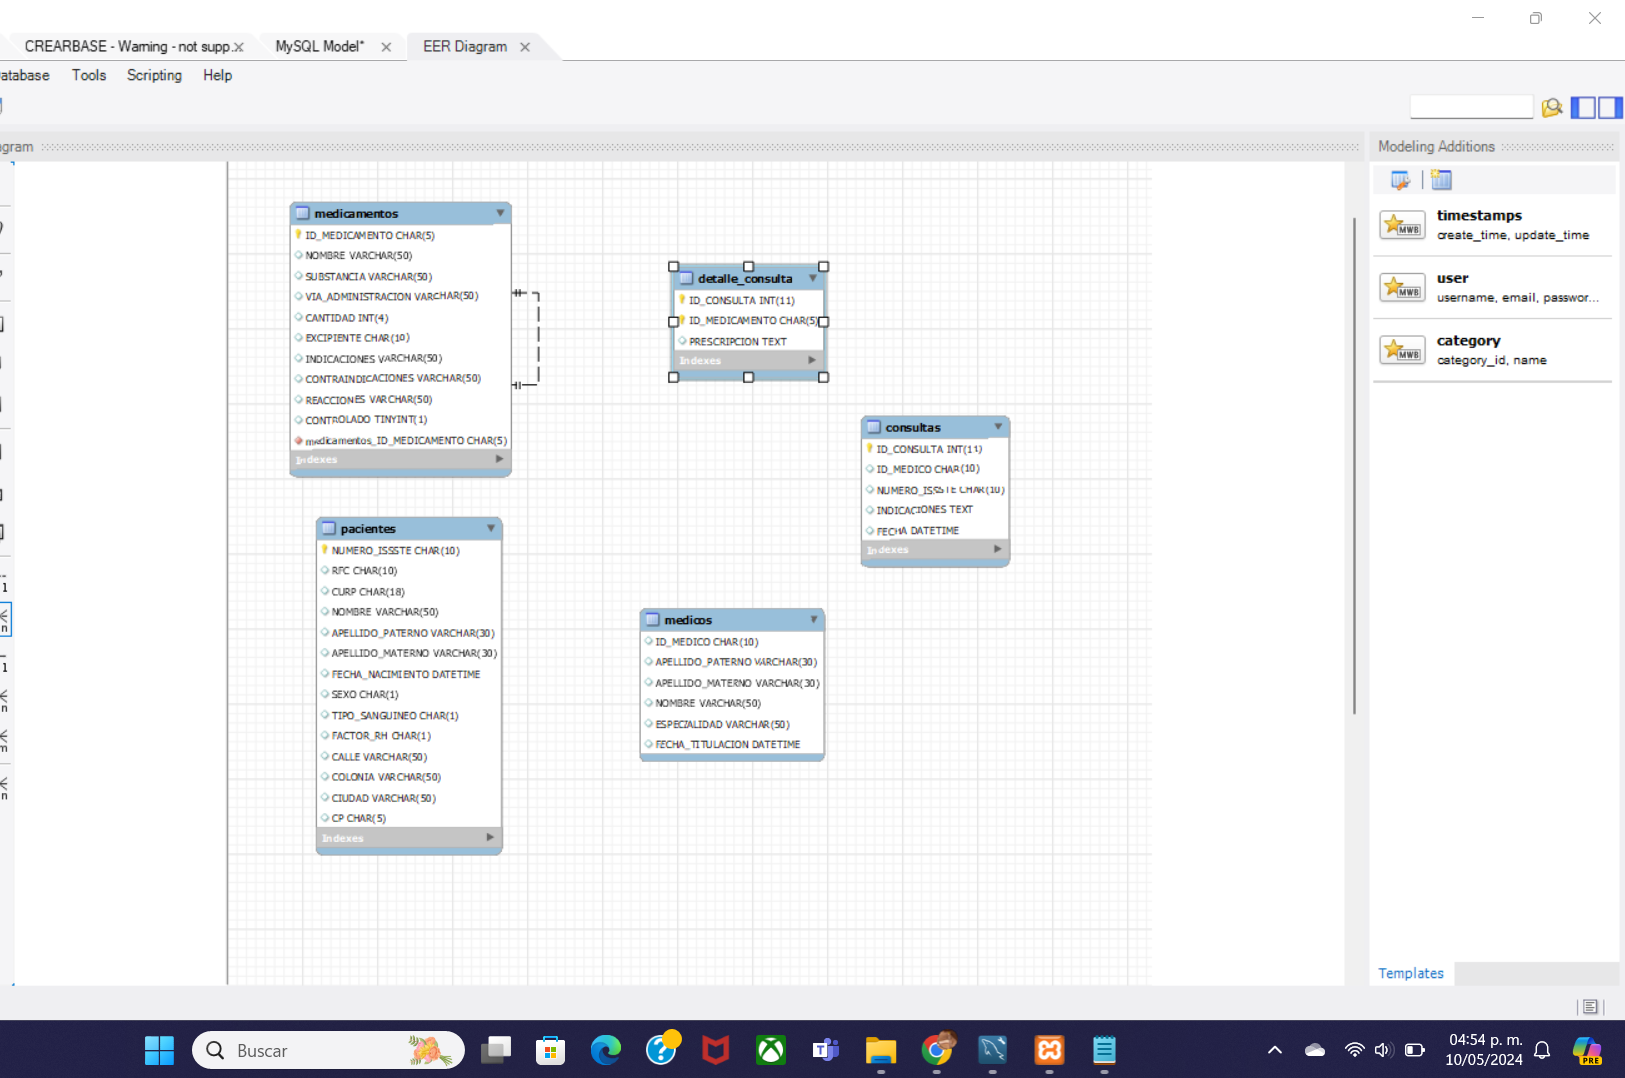 CREARBASE - Warning - not supp...
MySQL Model*
EER Diagram
atabase Tools Scripting Help
gram
Modeling Additions
timestamps
create_time, update_time
user
username, email, passwor...
category
category_id, name
Templates
medicamentos
ID_MEDICAMENTO CHAR(5)
NOMBRE VARCHAR(50)
SUBSTANCIA VARCHAR(50)
VIA_ADMINISTRACION VARCHAR(50)
CANTIDAD INT(4)
EXCIPIENTE CHAR(10)
INDICACIONES VARCHAR(50)
CONTRAINDICACIONES VARCHAR(50)
REACCIONES VARCHAR(50)
CONTROLADO TINYINT(1)
medicamentos_ID_MEDICAMENTO CHAR(5)
Indexes
detalle_consulta
ID_CONSULTA INT(11)
ID_MEDICAMENTO CHAR(5)
PRESCRIPCION TEXT
Indexes
consultas
ID_CONSULTA INT(11)
ID_MEDICO CHAR(10)
NUMERO_ISSSTE CHAR(10)
INDICACIONES TEXT
FECHA DATETIME
Indexes
pacientes
NUMERO_ISSSTE CHAR(10)
RFC CHAR(10)
CURP CHAR(18)
NOMBRE VARCHAR(50)
APELLIDO_PATERNO VARCHAR(30)
APELLIDO_MATERNO VARCHAR(30)
FECHA_NACIMIENTO DATETIME
SEXO CHAR(1)
TIPO_SANGUINEO CHAR(1)
FACTOR_RH CHAR(1)
CALLE VARCHAR(50)
COLONIA VARCHAR(50)
CIUDAD VARCHAR(50)
CP CHAR(5)
Indexes
medicos
ID_MEDICO CHAR(10)
APELLIDO_PATERNO VARCHAR(30)
APELLIDO_MATERNO VARCHAR(30)
NOMBRE VARCHAR(50)
ESPECIALIDAD VARCHAR(50)
FECHA_TITULACION DATETIME
1
n
1
n
m
n
Buscar
04:54 p. m.
10/05/2024
PRE